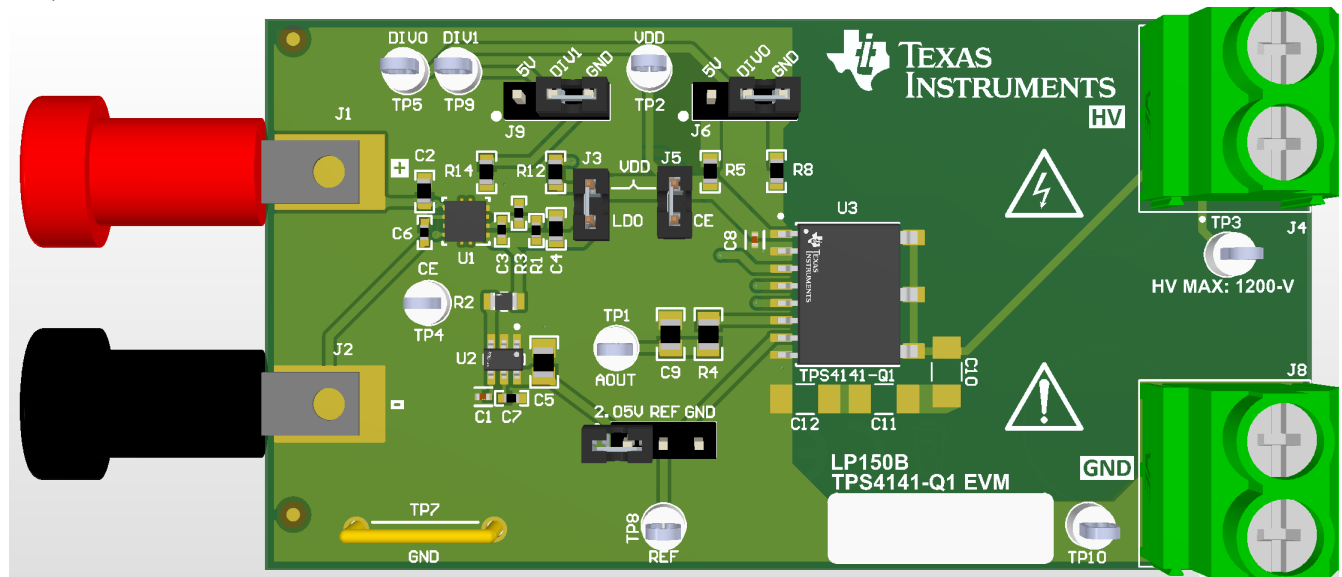 DIV0
DIV1
VDD
5V
DIV1
GND
5V
DIV0
GND
TEXAS
INSTRUMENTS
HV
TP5
TP9
J9
TP2
J6
J1
C2
+
R14
R12
J3
VDD
J5
R5
R8
C6
U1
C3
R3
R1
C4
LDO
CE
C8
U3
TEXAS
INSTRUMENTS
TP3
J4
HV MAX: 1200-V
CE
TP4
R2
TP1
AOUT
U2
C9
R4
TPS4141-Q1
C10
J2
-
C1
C7
C5
C12
C11
J8
2.05V REF GND
LP150B
TPS4141-Q1 EVM
GND
TP7
GND
TP8
REF
TP10